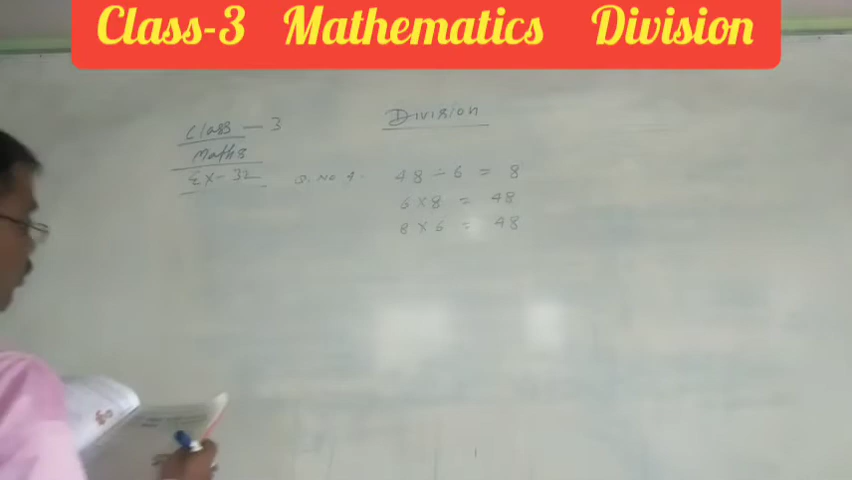 Class-3 Mathematics Division
Class - 3
Division
Maths
Ex - 32
Q. No 4.
48 ÷ 6 = 8
6 × 8 = 48
8 × 6 = 48